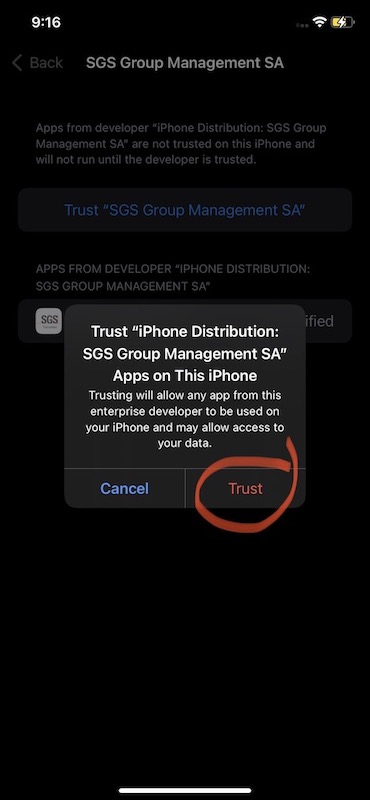 9:16
Back
SGS Group Management SA
Apps from developer “iPhone Distribution: SGS Group
Management SA” are not trusted on this iPhone and
will not run until the developer is trusted.
Trust “SGS Group Management SA”
APPS FROM DEVELOPER “IPHONE DISTRIBUTION:
SGS GROUP MANAGEMENT SA”
SGS
ified
Trust “iPhone Distribution:
SGS Group Management SA”
Apps on This iPhone
Trusting will allow any app from this
enterprise developer to be used on
your iPhone and may allow access to
your data.
Cancel
Trust